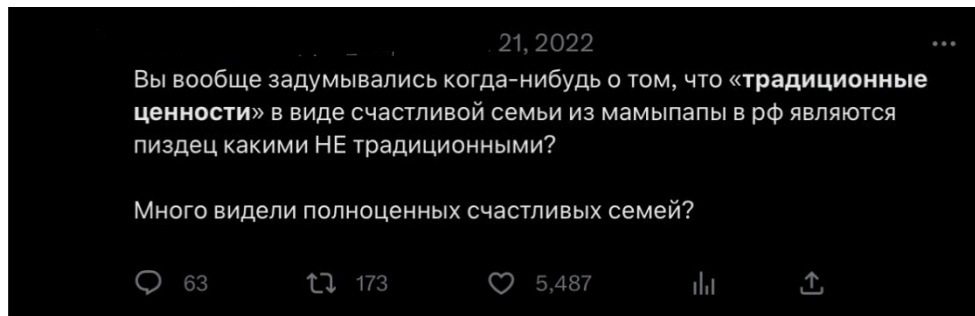 21, 2022
Вы вообще задумывались когда-нибудь о том, что «традиционные
ценности» в виде счастливой семьи из мамыпапы в рф являются
пиздец какими НЕ традиционными?
Много видели полноценных счастливых семей?
63 173 5,487